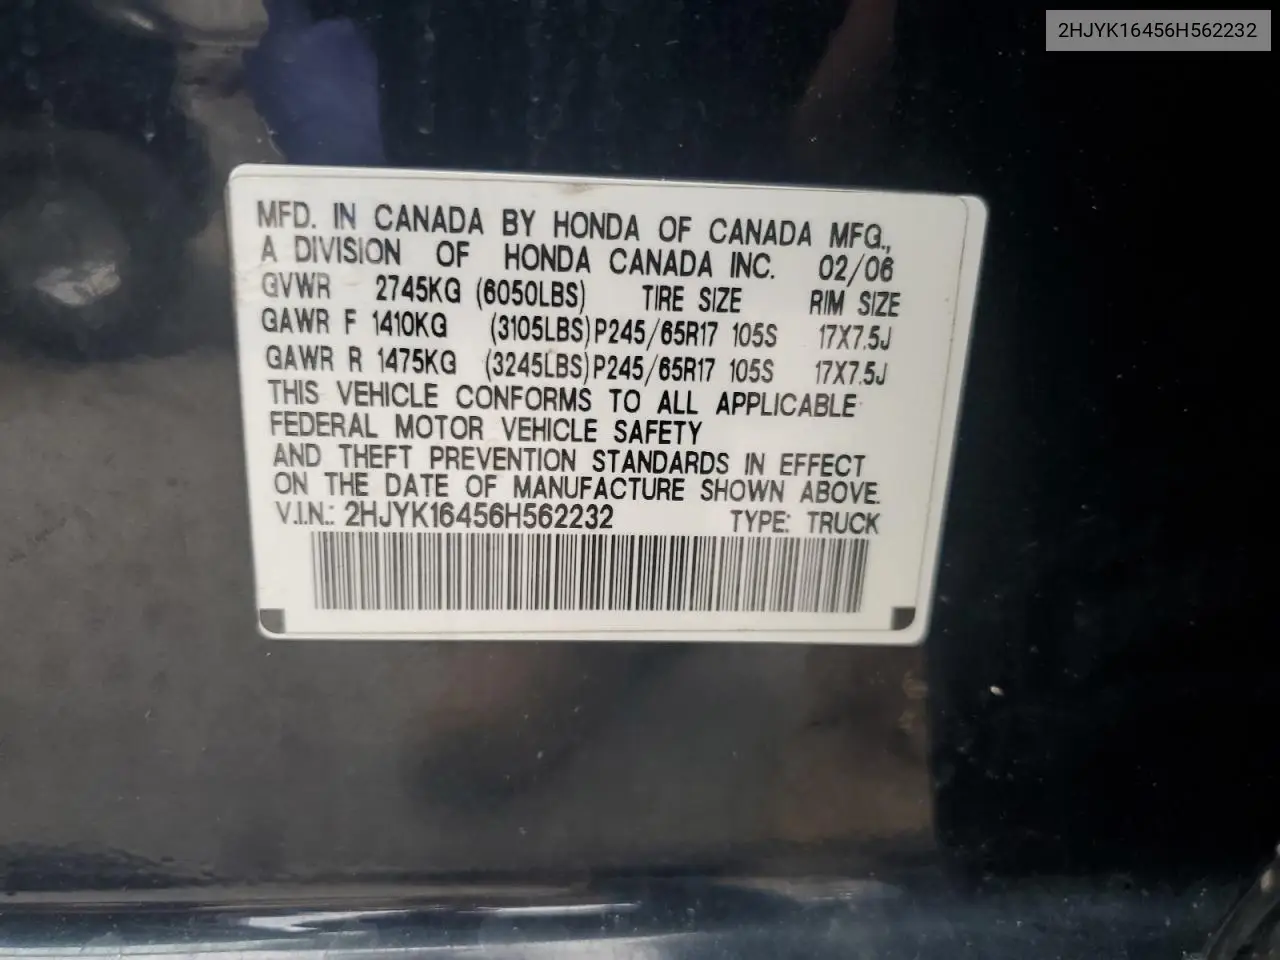 2HJYK16456H562232
MFD. IN CANADA BY HONDA OF CANADA MFG.,
A DIVISION OF HONDA CANADA INC. 02/06
GVWR 2745KG (6050LBS) TIRE SIZE RIM SIZE
GAWR F 1410KG (3105LBS) P245/65R17 105S 17X7.5J
GAWR R 1475KG (3245LBS) P245/65R17 105S 17X7.5J
THIS VEHICLE CONFORMS TO ALL APPLICABLE
FEDERAL MOTOR VEHICLE SAFETY
AND THEFT PREVENTION STANDARDS IN EFFECT
ON THE DATE OF MANUFACTURE SHOWN ABOVE.
V.I.N.: 2HJYK16456H562232 TYPE: TRUCK